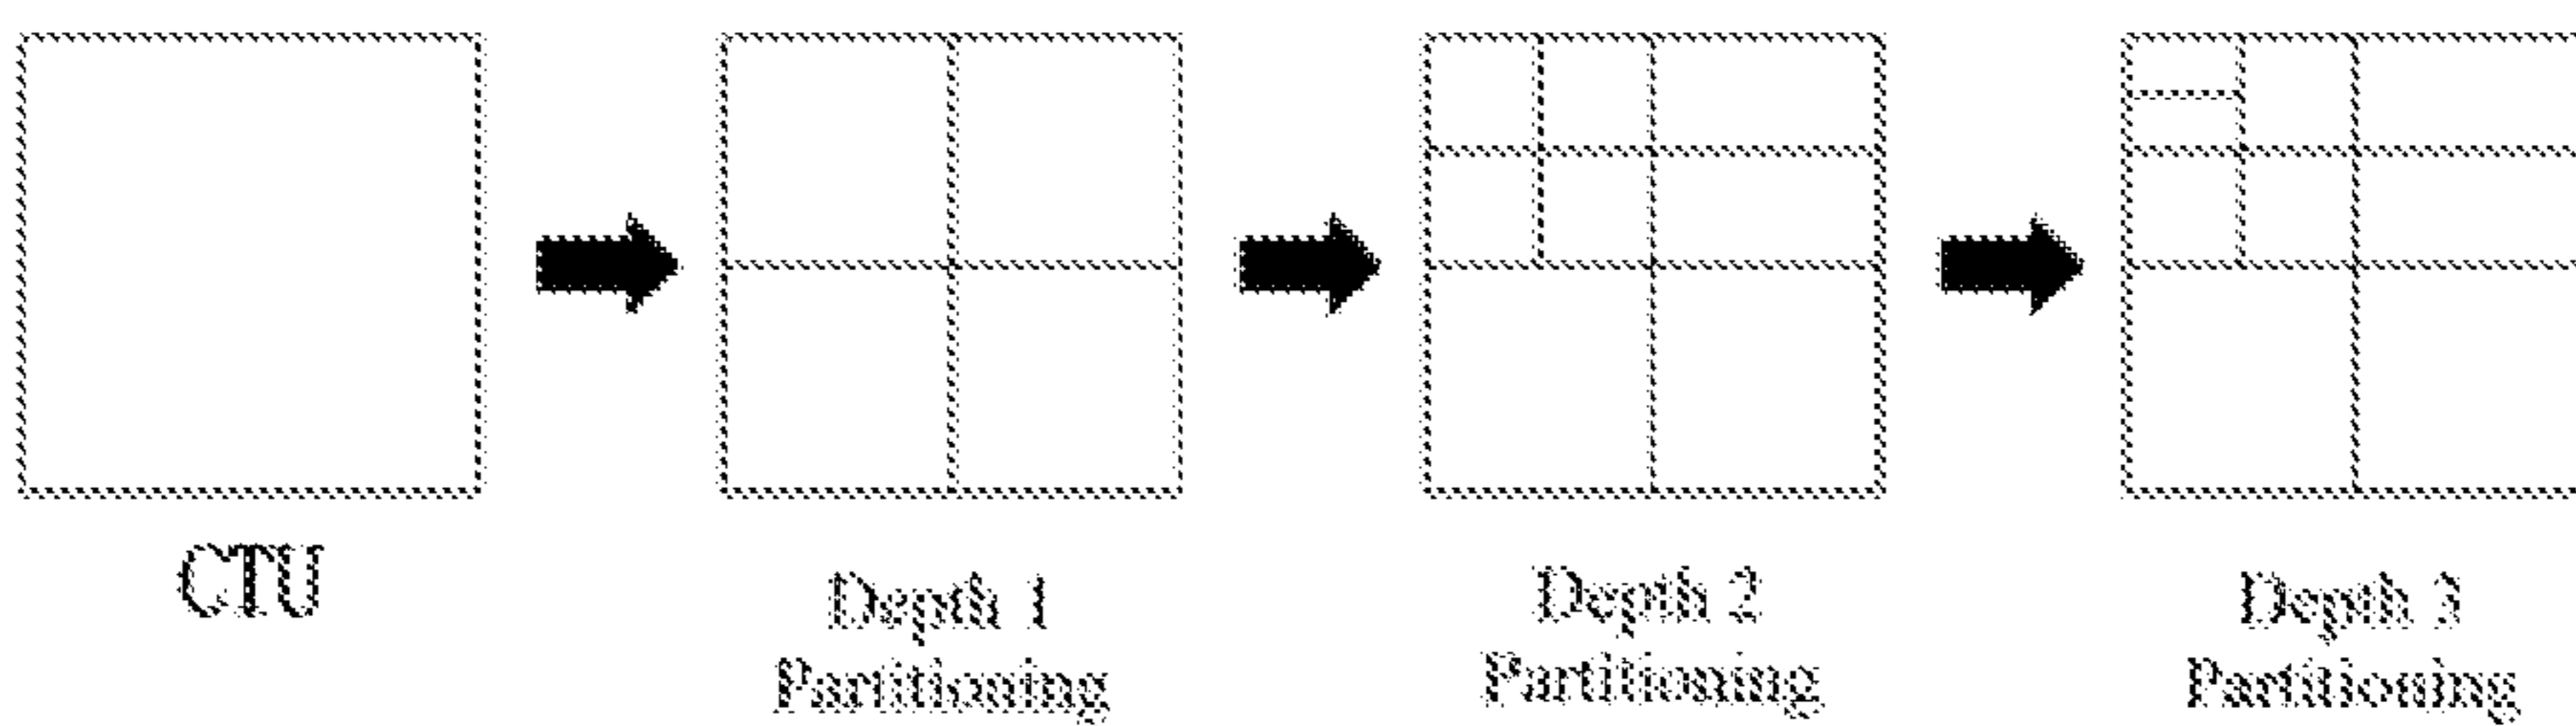 CTU
Depth 1
Partitioning
Depth 2
Partitioning
Depth 3
Partitioning